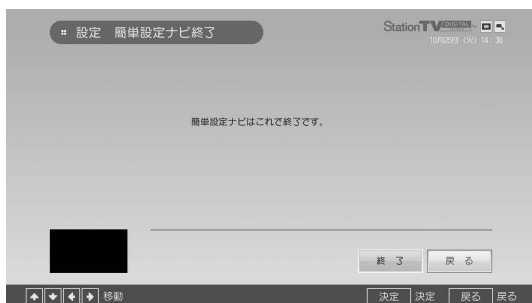 設定 簡単設定ナビ終了
StationTV DIGITAL
10月25日 (火) 14:38
簡単設定ナビはこれで終了です。
終 了
戻 る
移動
決定 決定 戻る 戻る